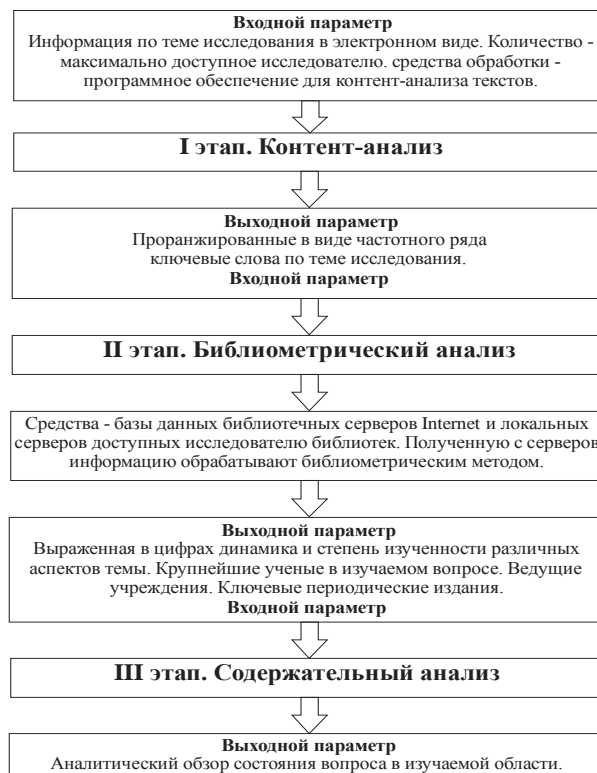 Входной параметр
Информация по теме исследования в электронном виде. Количество -
максимально доступное исследователю. средства обработки -
программное обеспечение для контент-анализа текстов.
I этап. Контент-анализ
Выходной параметр
Проранжированные в виде частотного ряда
ключевые слова по теме исследования.
Входной параметр
II этап. Библиометрический анализ
Средства - базы данных библиотечных серверов Internet и локальных
серверов доступных исследователю библиотек. Полученную с серверов
информацию обрабатывают библиометрическим методом.
Выходной параметр
Выраженная в цифрах динамика и степень изученности различных
аспектов темы. Крупнейшие ученые в изучаемом вопросе. Ведущие
учреждения. Ключевые периодические издания.
Входной параметр
III этап. Содержательный анализ
Выходной параметр
Аналитический обзор состояния вопроса в изучаемой области.